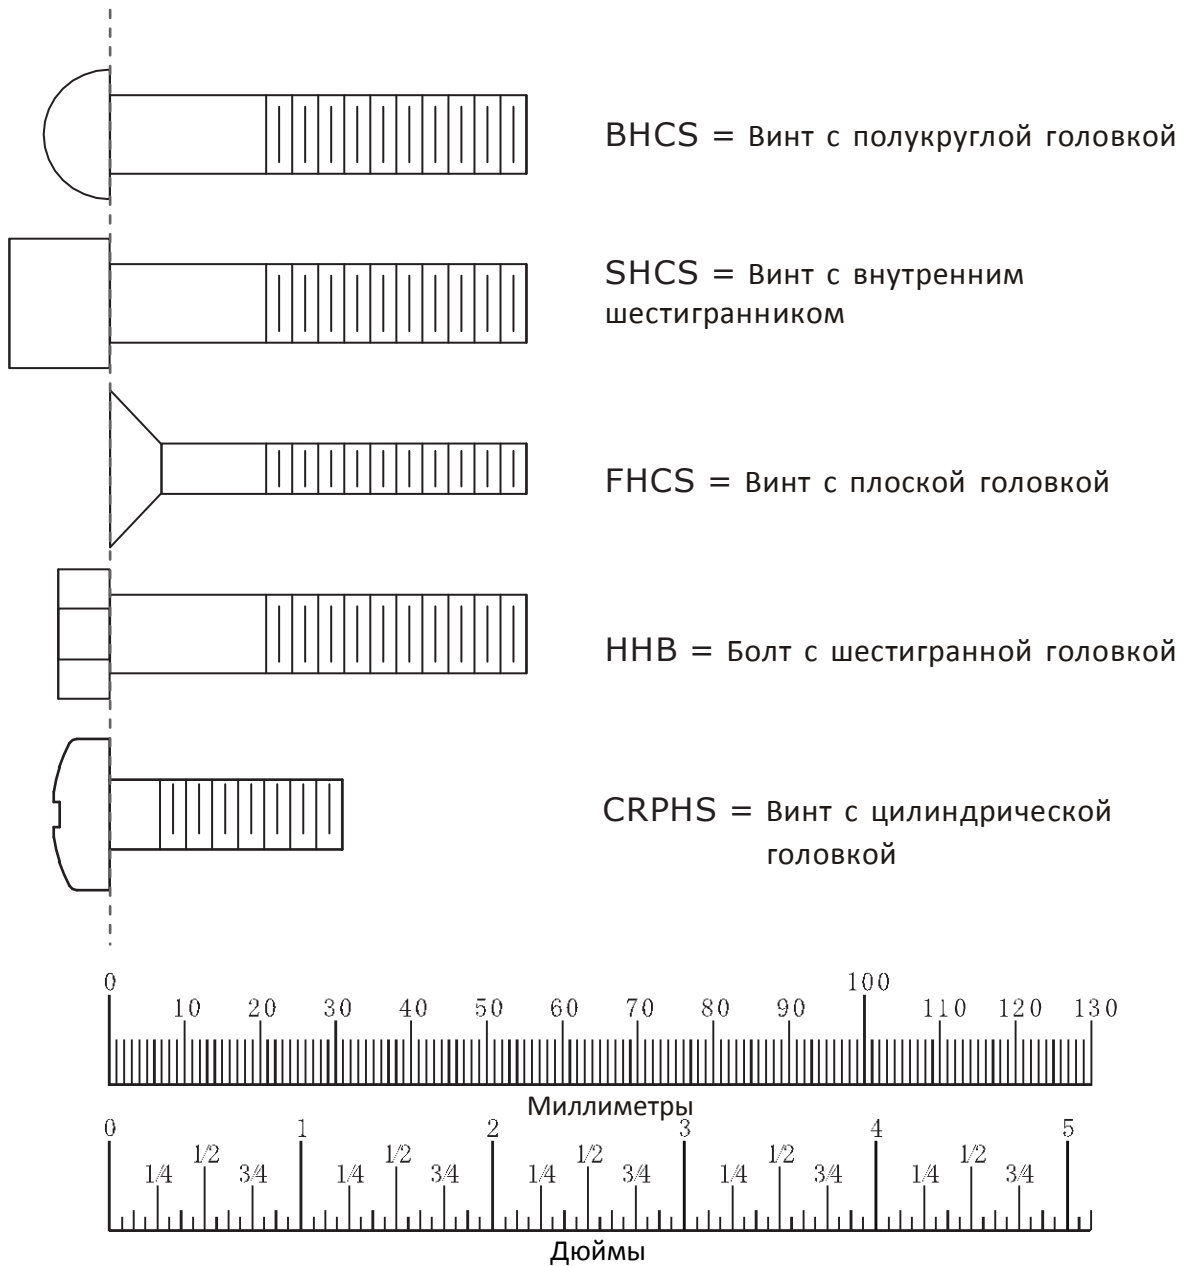 BHCS = Винт с полукруглой головкой
SHCS = Винт с внутренним
шестигранником
FHCS = Винт с плоской головкой
HHB = Болт с шестигранной головкой
CRPHS = Винт с цилиндрической
головкой
0 100
10 20 30 40 50 60 70 80 90 110 120 130
Миллиметры
0 1 2 3 4 5
1/2 1/2 1/2 1/2 1/2
1/4 3/4 1/4 3/4 1/4 3/4 1/4 3/4 1/4 3/4
Дюймы